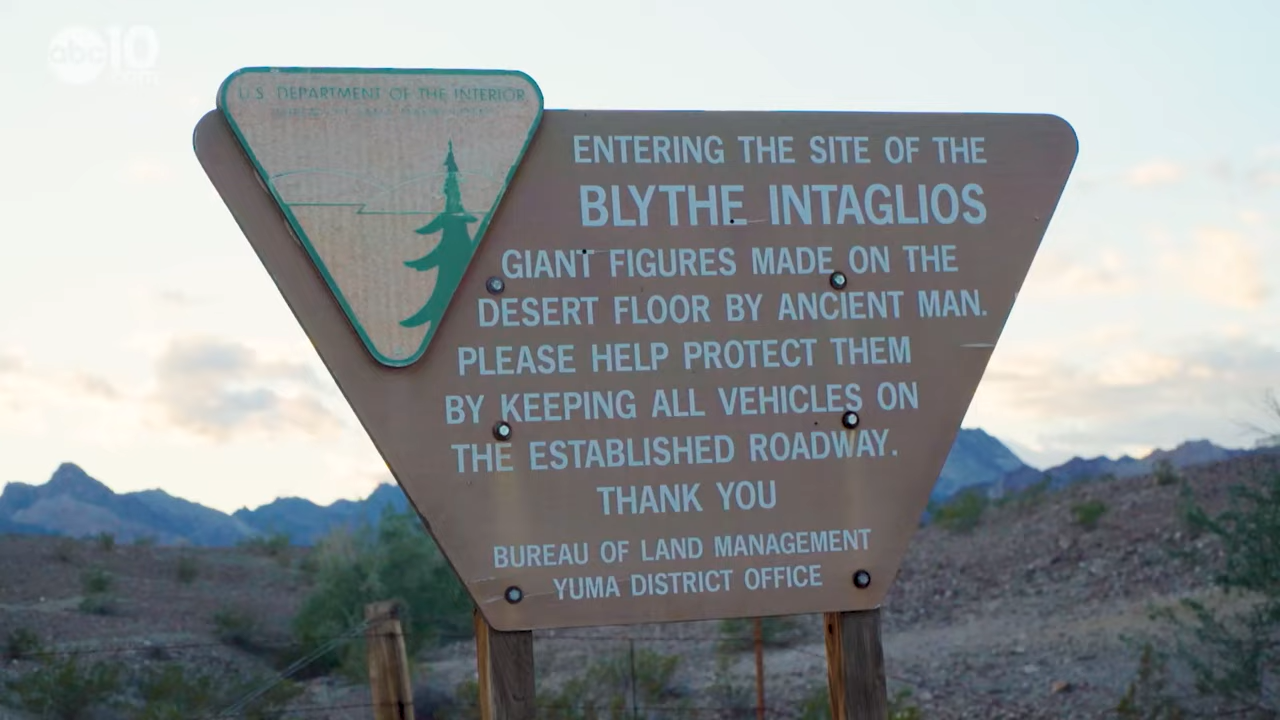 abc10
.com
U.S. DEPARTMENT OF THE INTERIOR
ENTERING THE SITE OF THE
BLYTHE INTAGLIOS
GIANT FIGURES MADE ON THE
DESERT FLOOR BY ANCIENT MAN.
PLEASE HELP PROTECT THEM
BY KEEPING ALL VEHICLES ON
THE ESTABLISHED ROADWAY.
THANK YOU
BUREAU OF LAND MANAGEMENT
YUMA DISTRICT OFFICE